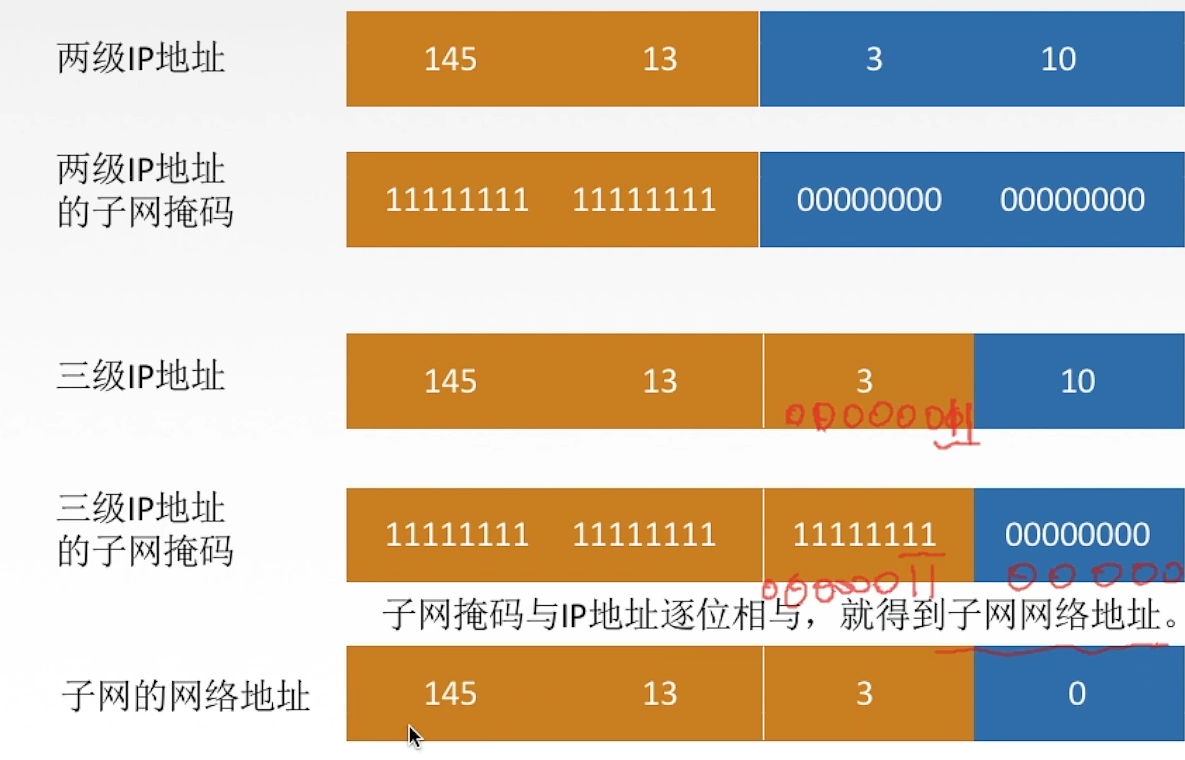 两级IP地址 145 13 3 10
两级IP地址
的子网掩码 11111111 11111111 00000000 00000000
三级IP地址 145 13 3 10
00000011
三级IP地址
的子网掩码 11111111 11111111 11111111 00000000
00000011 00000
子网掩码与IP地址逐位相与，就得到子网网络地址。
子网的网络地址 145 13 3 0